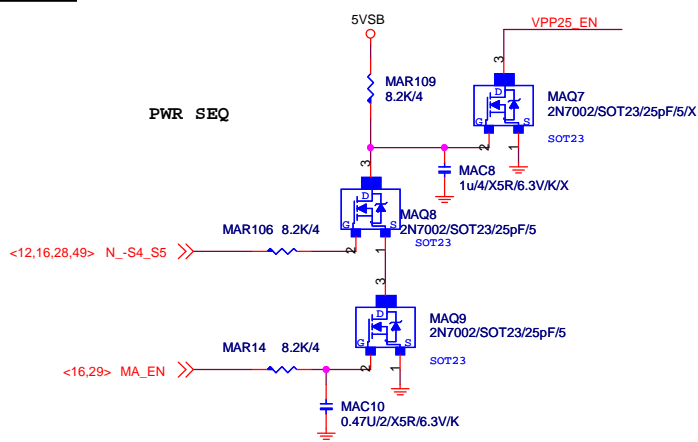 5VSB
VPP25_EN
3
MAR109
8.2K/4
D
G
S
MAQ7
2N7002/SOT23/25pF/5/X
SOT23
PWR SEQ
2
1
3
MAC8
1u/4/X5R/6.3V/K/X
D
G
S
MAQ8
2N7002/SOT23/25pF/5
SOT23
MAR106 8.2K/4
<12,16,28,49> N_-S4_S5
2
1
3
D
G
S
MAQ9
2N7002/SOT23/25pF/5
SOT23
MAR14 8.2K/4
<16,29> MA_EN
2
1
MAC10
0.47U/2/X5R/6.3V/K